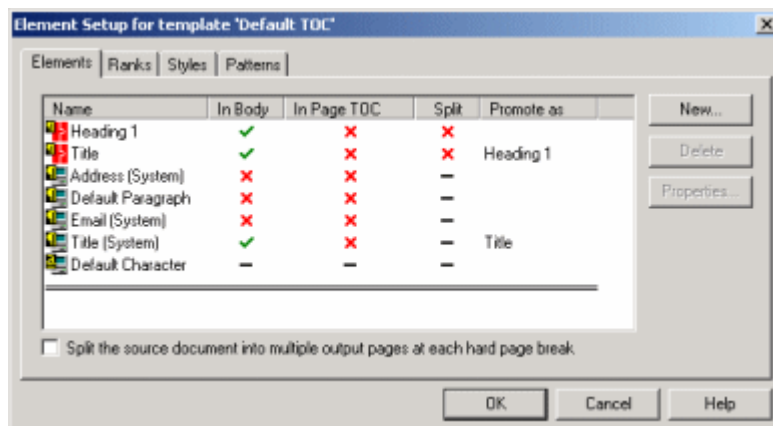 Element Setup for template 'Default TOC'
Elements Ranks Styles Patterns
Name In Body In Page TOC Split Promote as
Heading 1
Title Heading 1
Address (System)
Default Paragraph
Email (System)
Title (System) Title
Default Character
New...
Delete
Properties...
Split the source document into multiple output pages at each hard page break
OK Cancel Help